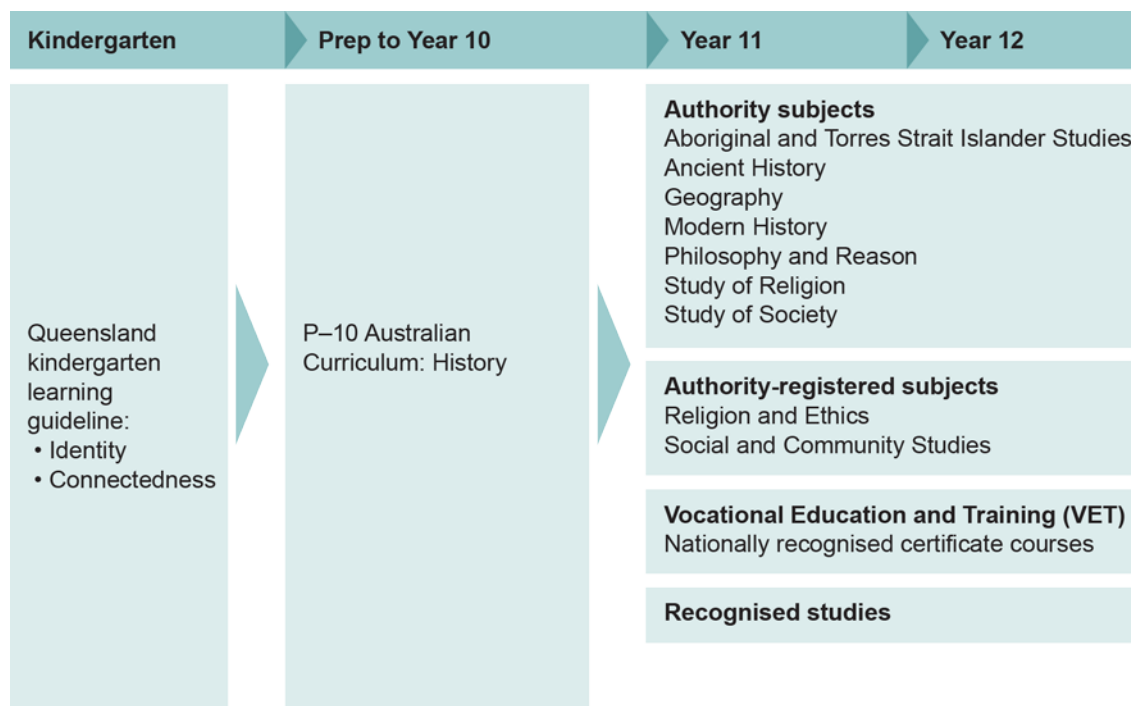 Kindergarten
Prep to Year 10
Year 11
Year 12
Queensland
kindergarten
learning
guideline:
• Identity
• Connectedness
P–10 Australian
Curriculum: History
Authority subjects
Aboriginal and Torres Strait Islander Studies
Ancient History
Geography
Modern History
Philosophy and Reason
Study of Religion
Study of Society
Authority-registered subjects
Religion and Ethics
Social and Community Studies
Vocational Education and Training (VET)
Nationally recognised certificate courses
Recognised studies